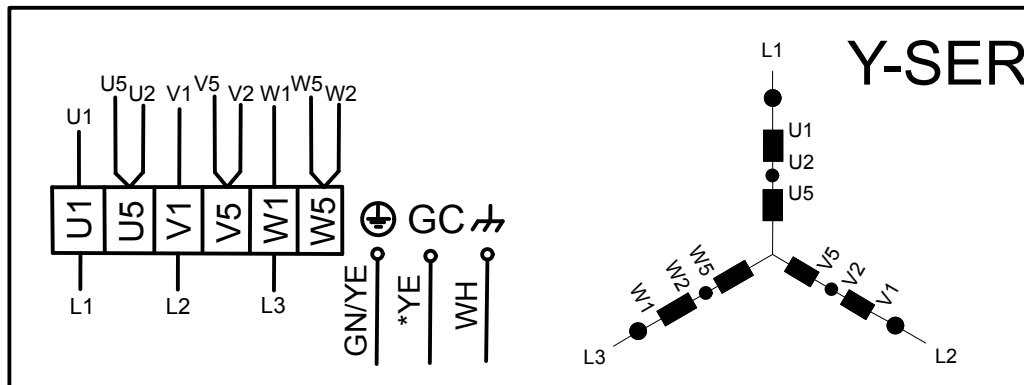 Y-SER
U1 U5 U2 V1 V5 V2 W1 W5 W2
U1 U5 V1 V5 W1 W5
L1 L2 L3
GC
GN/YE *YE WH
L1
U1
U2
U5
W5 W2 W1
V5 V2 V1
L3 L2